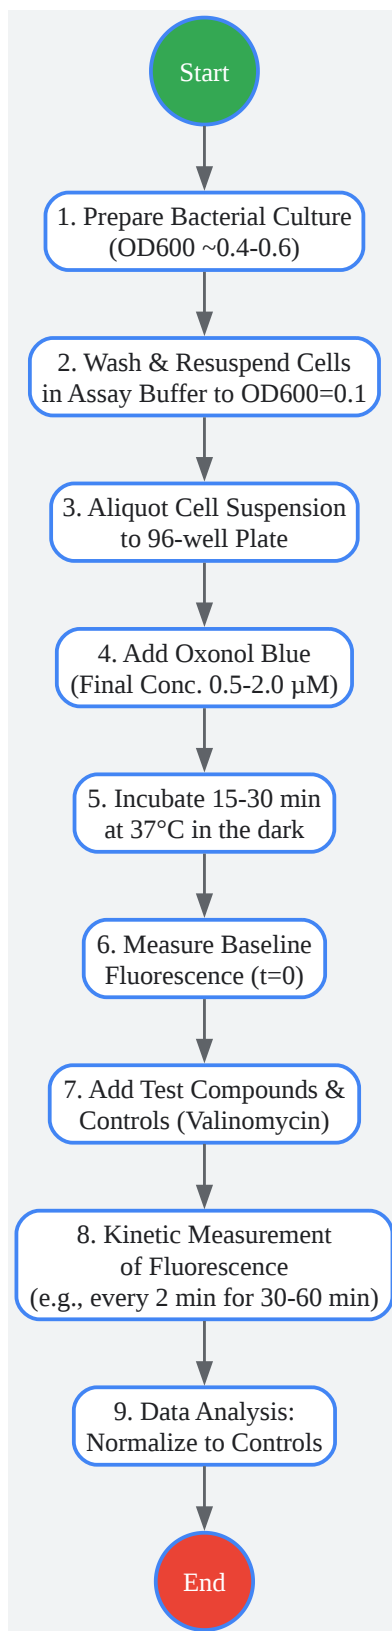 Start
1. Prepare Bacterial Culture
(OD600 ~0.4-0.6)
2. Wash & Resuspend Cells
in Assay Buffer to OD600=0.1
3. Aliquot Cell Suspension
to 96-well Plate
4. Add Oxonol Blue
(Final Conc. 0.5-2.0 µM)
5. Incubate 15-30 min
at 37°C in the dark
6. Measure Baseline
Fluorescence (t=0)
7. Add Test Compounds &
Controls (Valinomycin)
8. Kinetic Measurement
of Fluorescence
(e.g., every 2 min for 30-60 min)
9. Data Analysis:
Normalize to Controls
End